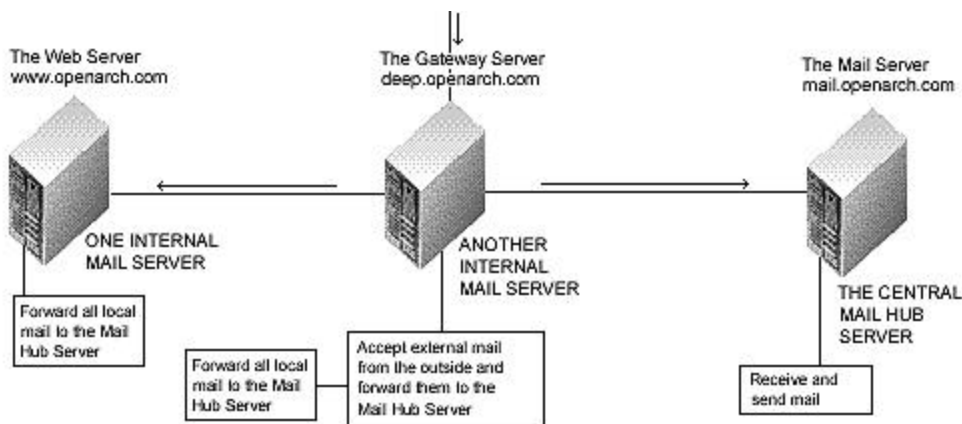 The Web Server
www.openarch.com
The Gateway Server
deep.openarch.com
The Mail Server
mail.openarch.com
ONE INTERNAL
MAIL SERVER
ANOTHER
INTERNAL
MAIL SERVER
THE CENTRAL
MAIL HUB
SERVER
Forward all local
mail to the Mail
Hub Server
Forward all local
mail to the Mail
Hub Server
Accept external mail
from the outside and
forward them to the
Mail Hub Server
Receive and
send mail